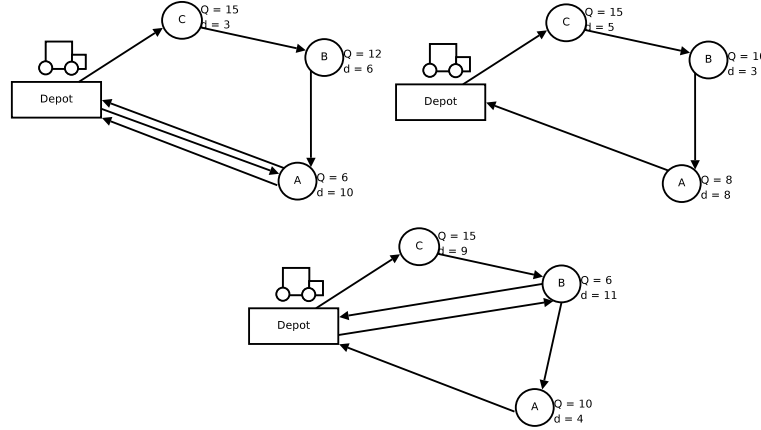 C
Q = 15
d = 3
B
Q = 12
d = 6
Depot
A
Q = 6
d = 10
C
Q = 15
d = 5
B
Q = 10
d = 3
Depot
A
Q = 8
d = 8
C
Q = 15
d = 9
B
Q = 6
d = 11
Depot
A
Q = 10
d = 4